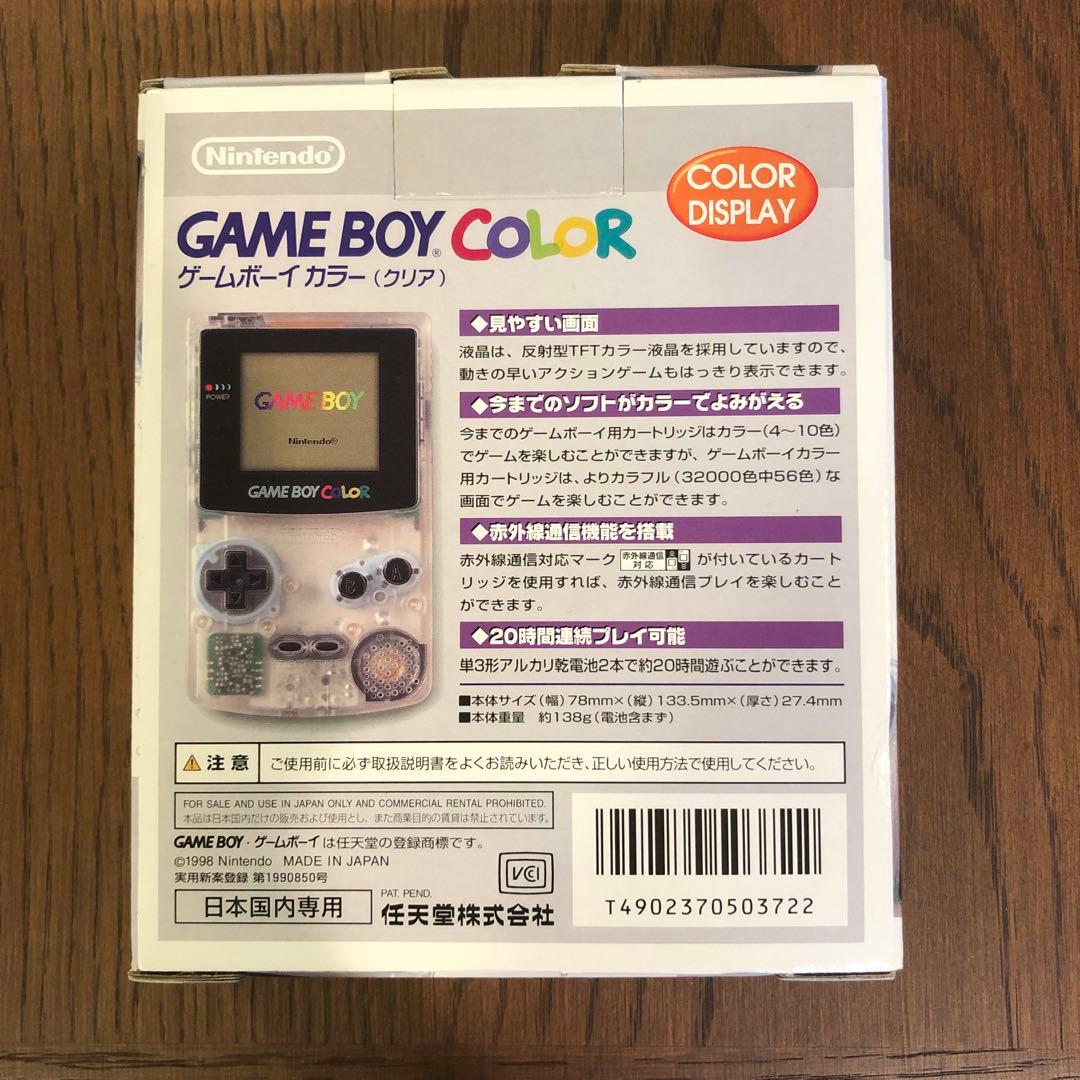 Nintendo®
COLOR
DISPLAY
GAME BOY® COLOR
ゲームボーイ カラー（クリア）
◆見やすい画面
液晶は、反射型TFTカラー液晶を採用していますので、
動きの早いアクションゲームもはっきり表示できます。
◆今までのソフトがカラーでよみがえる
今までのゲームボーイ用カートリッジはカラー（4〜10色）
でゲームを楽しむことができますが、ゲームボーイカラー
用カートリッジは、よりカラフル（32000色中56色）な
画面でゲームを楽しむことができます。
◆赤外線通信機能を搭載
赤外線通信対応マーク 赤外線通信 対応 が付いているカート
リッジを使用すれば、赤外線通信プレイを楽しむこと
ができます。
◆20時間連続プレイ可能
単3形アルカリ乾電池2本で約20時間遊ぶことができます。
■本体サイズ（幅）78mm×（縦）133.5mm×（厚さ）27.4mm
■本体重量 約138g（電池含まず）
POWER
GAME BOY
Nintendo®
GAME BOY COLOR
Nintendo
B
A
注意
ご使用前に必ず取扱説明書をよくお読みいただき、正しい使用方法で使用してください。
FOR SALE AND USE IN JAPAN ONLY AND COMMERCIAL RENTAL PROHIBITED.
本品は日本国内だけの販売および使用とし、また商業目的の賃貸は禁止されています。
GAME BOY・ゲームボーイは任天堂の登録商標です。
©1998 Nintendo MADE IN JAPAN
実用新案登録 第1990850号
PAT. PEND.
VCCI
日本国内専用
任天堂株式会社
T4902370503722